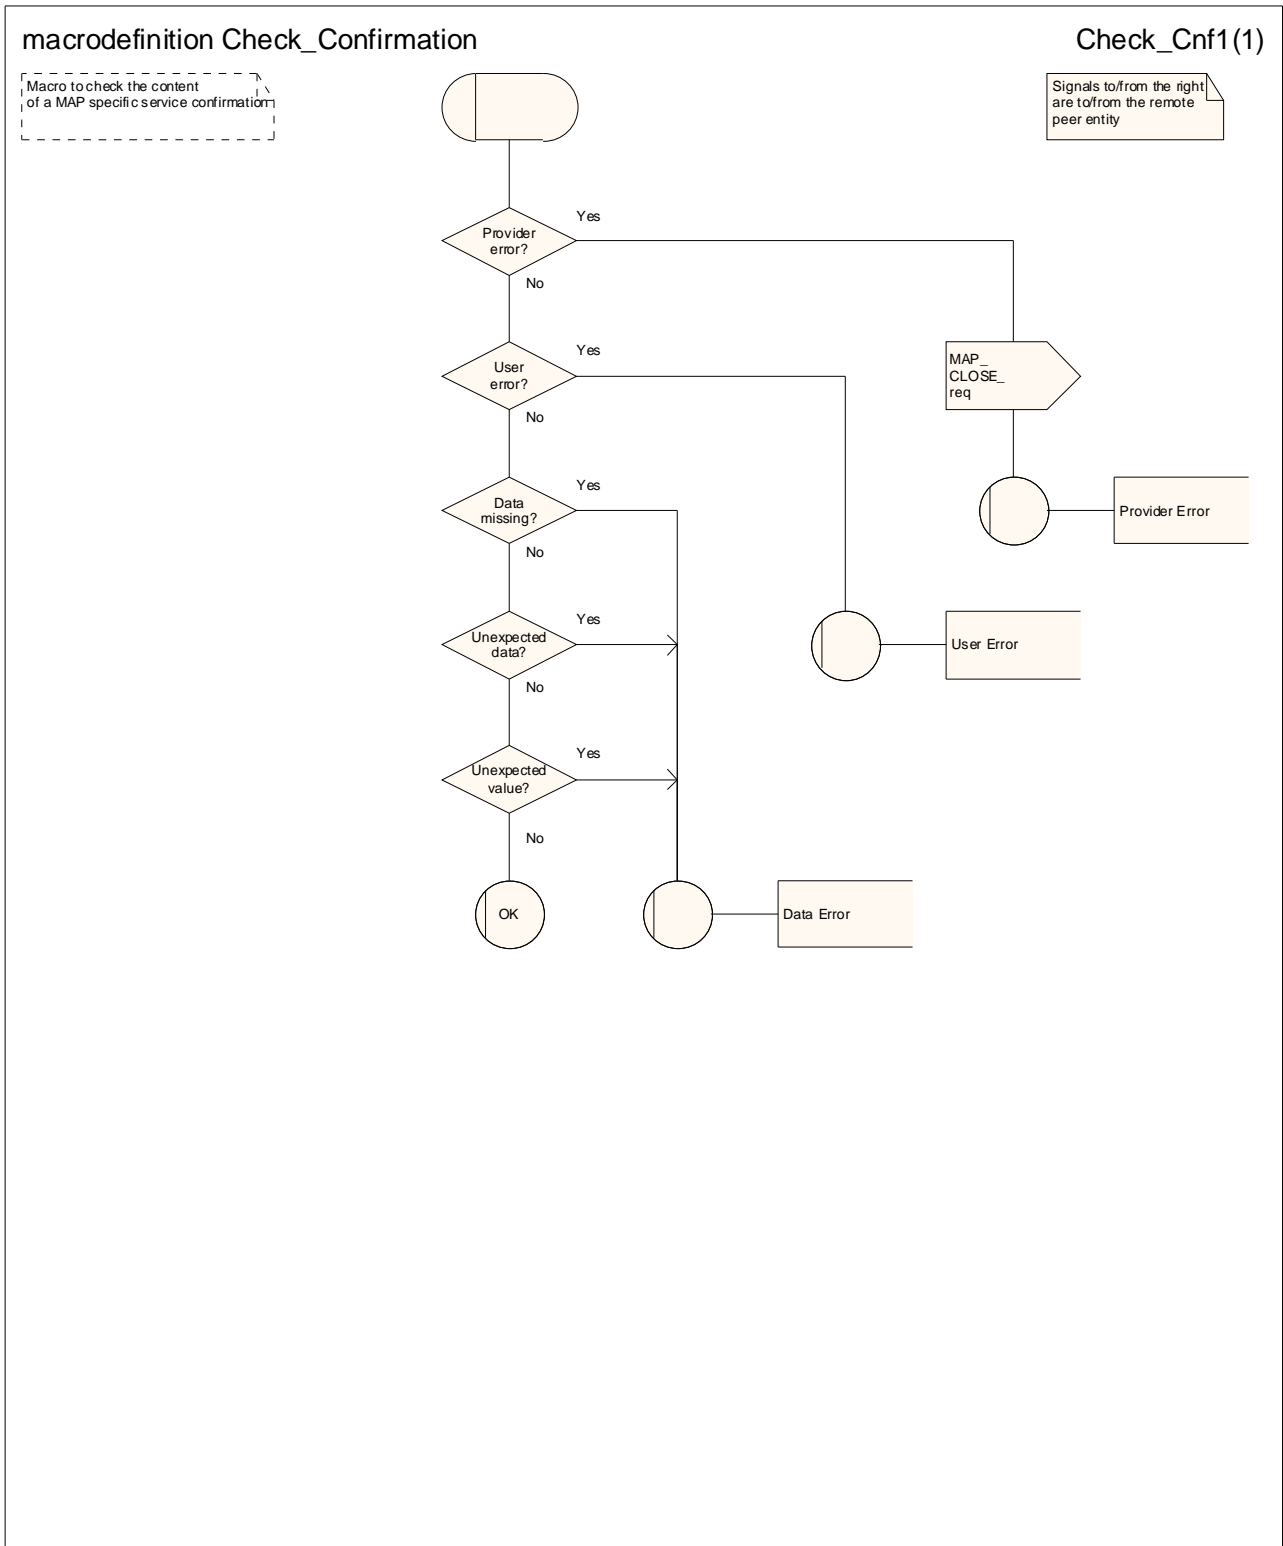 macrodefinition Check_Confirmation
Check_Cnf1(1)
Macro to check the content
of a MAP specific service confirmation
Signals to/from the right
are to/from the remote
peer entity
Yes
Provider
error?
No
Yes
User
error?
No
MAP_
CLOSE_
req
Yes
Data
missing?
No
Provider Error
Yes
Unexpected
data?
No
User Error
Yes
Unexpected
value?
No
OK
Data Error